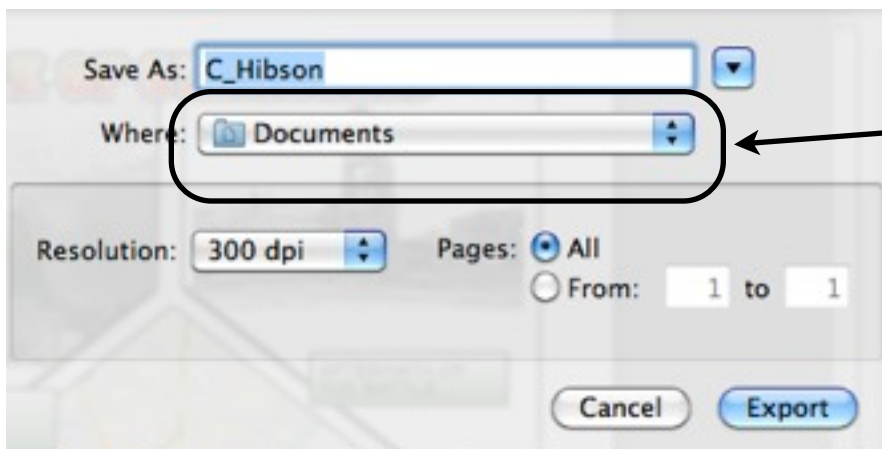 Save As: C_Hibson
Where: Documents
Resolution: 300 dpi Pages: All
From: 1 to 1
Cancel Export